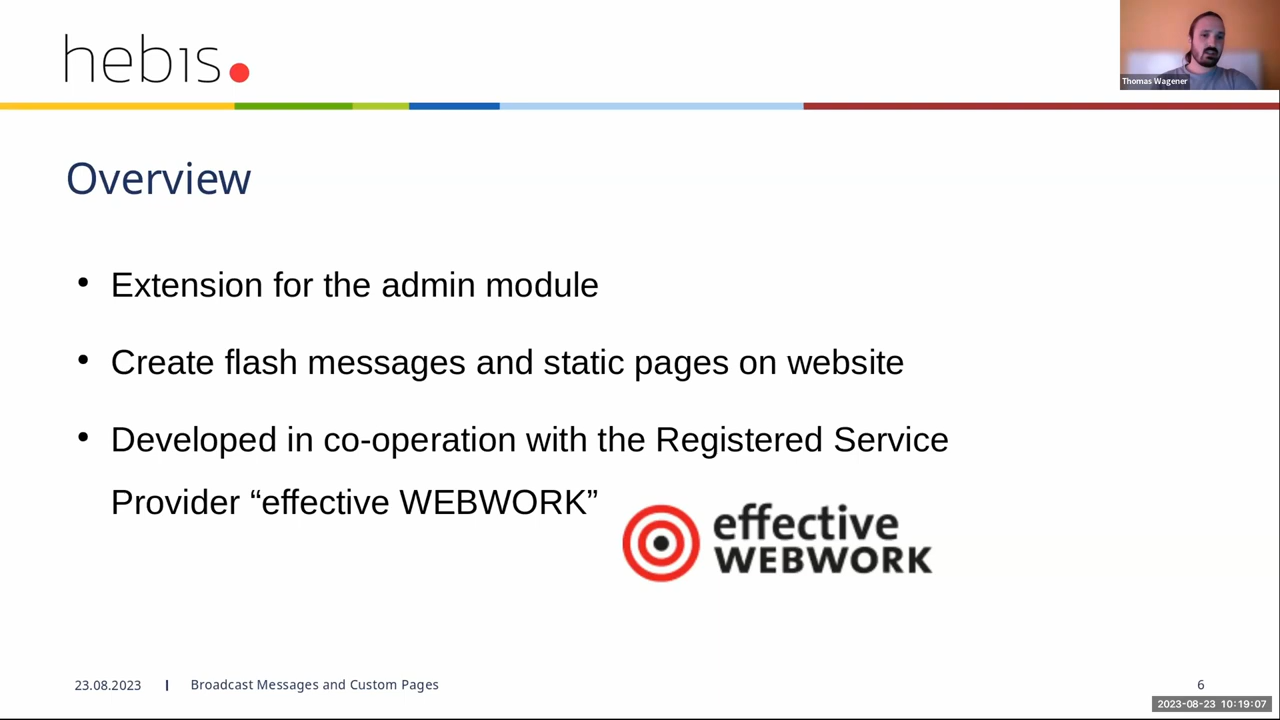 hebis.
Thomas Wagener
Overview
• Extension for the admin module
• Create flash messages and static pages on website
• Developed in co-operation with the Registered Service
Provider “effective WEBWORK”
effective
WEBWORK
23.08.2023 | Broadcast Messages and Custom Pages 6
2023-08-23 10:19:07